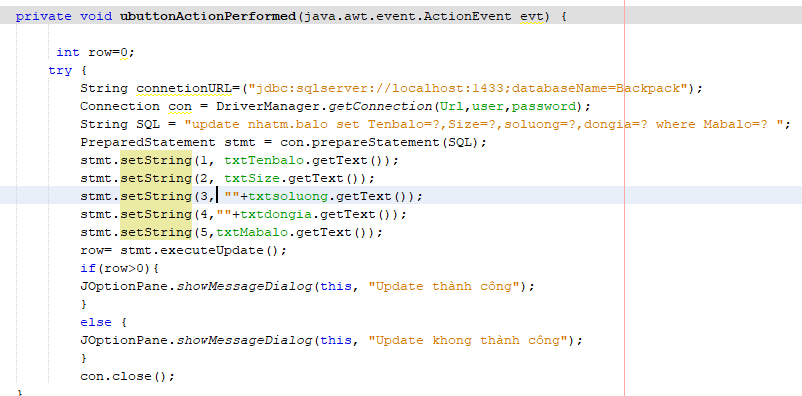 private void ubuttonActionPerformed(java.awt.event.ActionEvent evt) {
int row=0;
try {
String connetionURL=("jdbc:sqlserver://localhost:1433;databaseName=Backpack");
Connection con = DriverManager.getConnection(Url,user,password);
String SQL = "update nhatm.balo set Tenbalo=?,Size=?,soluong=?,dongia=? where Mabalo=? ";
PreparedStatement stmt = con.prepareStatement(SQL);
stmt.setString(1, txtTenbalo.getText());
stmt.setString(2, txtSize.getText());
stmt.setString(3, ""+txtsoluong.getText());
stmt.setString(4,""+txtdongia.getText());
stmt.setString(5,txtMabalo.getText());
row= stmt.executeUpdate();
if(row>0){
JOptionPane.showMessageDialog(this, "Update thành công");
}
else {
JOptionPane.showMessageDialog(this, "Update khong thành công");
}
con.close();
}